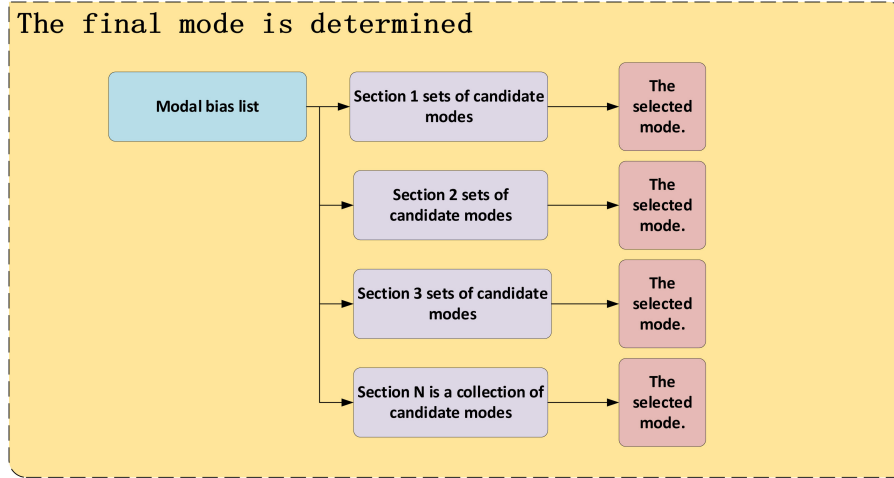 The final mode is determined
Modal bias list
Section 1 sets of candidate
modes
The
selected
mode.
Section 2 sets of
candidate modes
The
selected
mode.
Section 3 sets of candidate
modes
The
selected
mode.
Section N is a collection of
candidate modes
The
selected
mode.